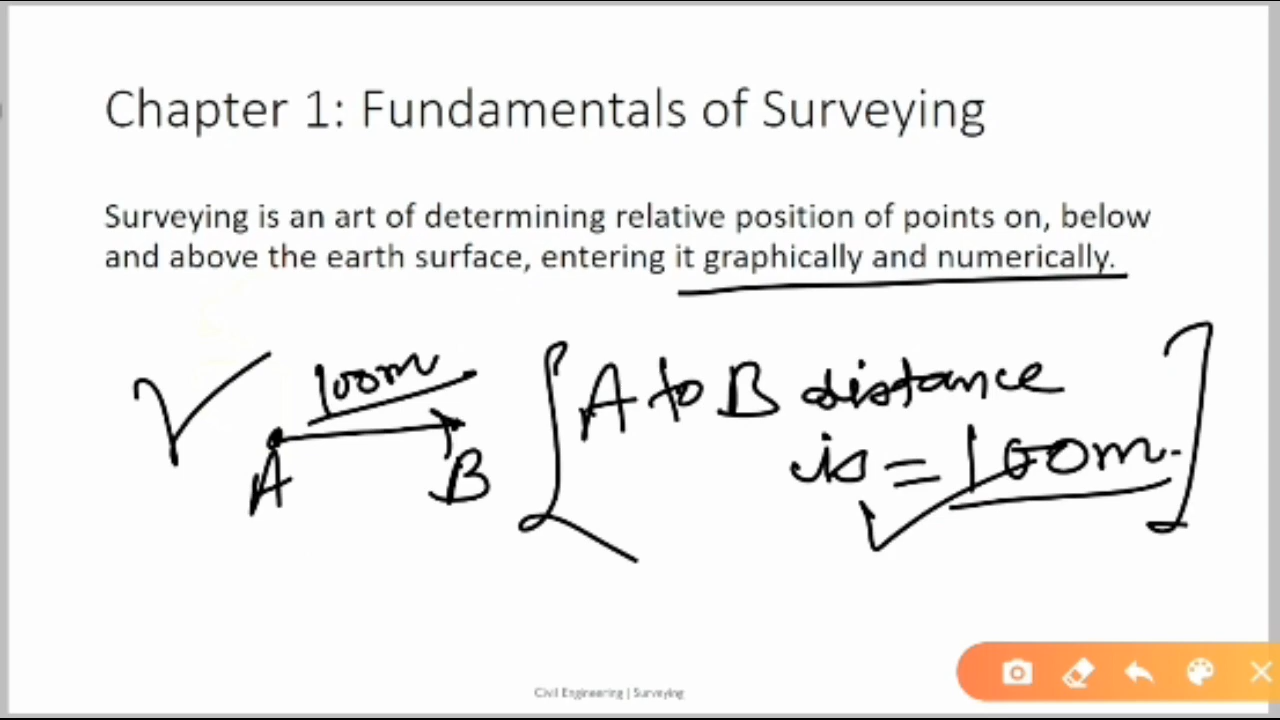 Chapter 1: Fundamentals of Surveying
Surveying is an art of determining relative position of points on, below
and above the earth surface, entering it graphically and numerically.
100m
A B
A to B distance
is = 100m.
Civil Engineering | Surveying